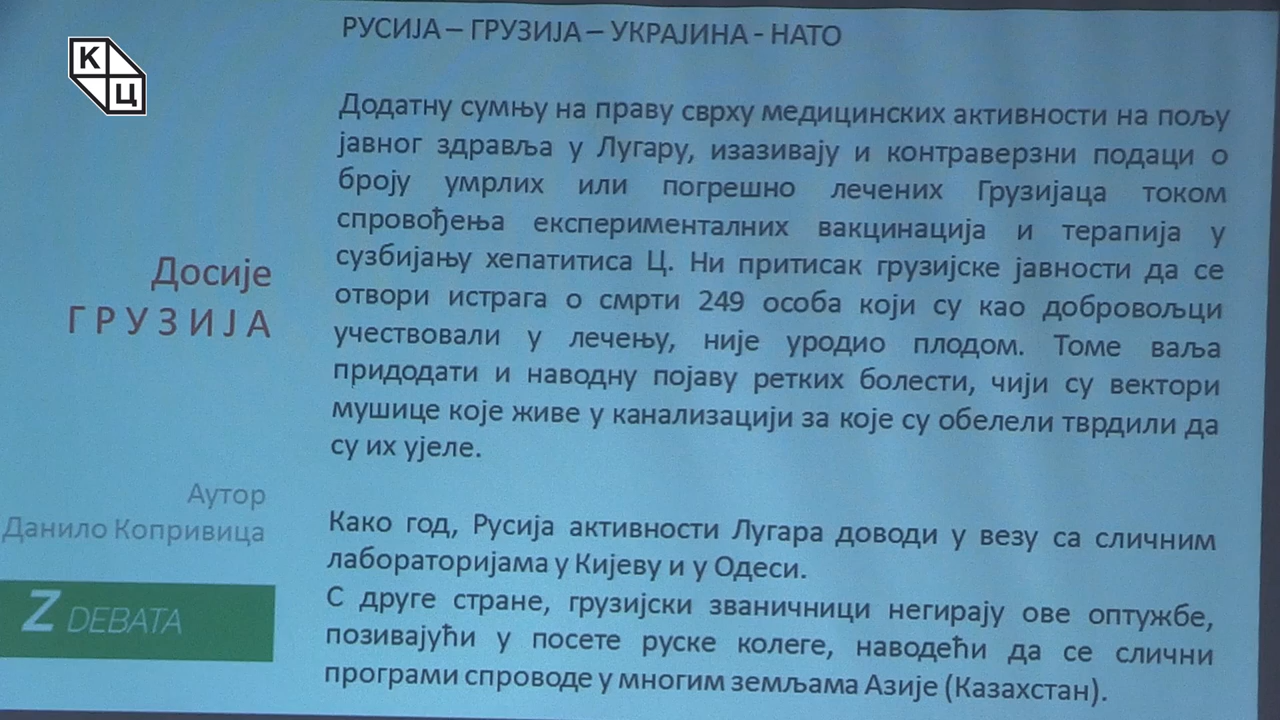 К
Ц
РУСИЈА – ГРУЗИЈА – УКРАЈИНА - НАТО
Додатну сумњу на праву сврху медицинских активности на пољу
јавног здравља у Лугару, изазивају и контраверзни подаци о
броју умрлих или погрешно лечених Грузијаца током
спровођења експерименталних вакцинација и терапија у
сузбијању хепатитиса Ц. Ни притисак грузијске јавности да се
отвори истрага о смрти 249 особа који су као добровољци
учествовали у лечењу, није уродио плодом. Томе ваља
придодати и наводну појаву ретких болести, чији су вектори
мушице које живе у канализацији за које су обелели тврдили да
су их ујеле.
Како год, Русија активности Лугара доводи у везу са сличним
лабораторијама у Кијеву и у Одеси.
С друге стране, грузијски званичници негирају ове оптужбе,
позивајући у посете руске колеге, наводећи да се слични
програми спроводе у многим земљама Азије (Казахстан).
Досије
ГРУЗИЈА
Аутор
Данило Копривица
Z DEBATA